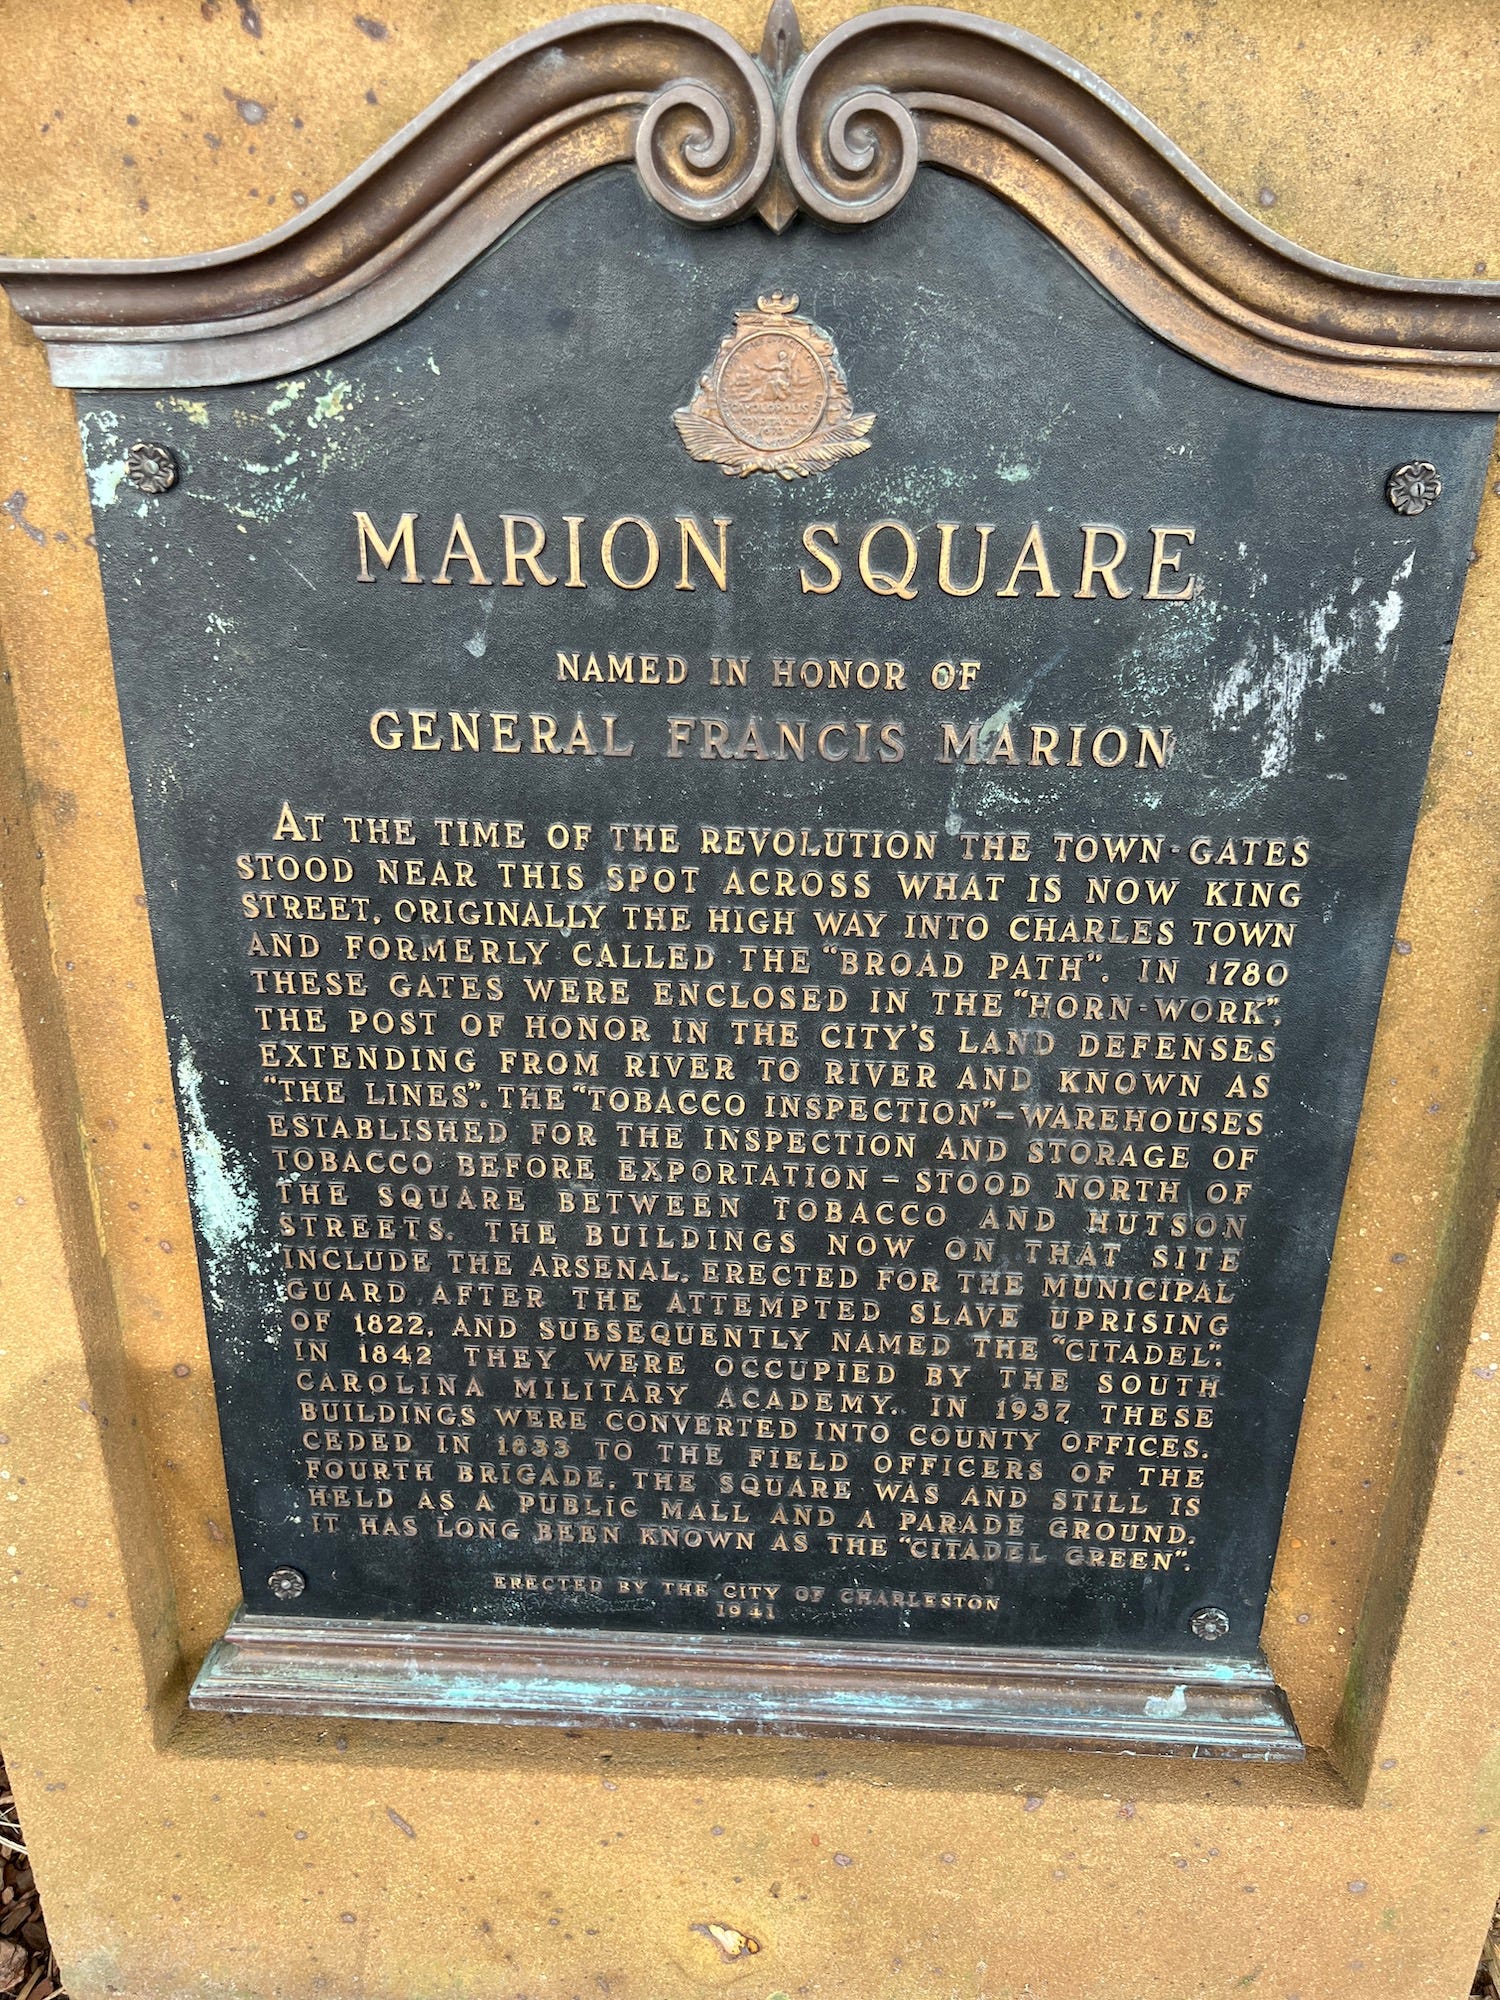 MARION SQUARE
NAMED IN HONOR OF
GENERAL FRANCIS MARION
AT THE TIME OF THE REVOLUTION THE TOWN-GATES
STOOD NEAR THIS SPOT ACROSS WHAT IS NOW KING
STREET, ORIGINALLY THE HIGH WAY INTO CHARLES TOWN
AND FORMERLY CALLED THE "BROAD PATH". IN 1780
THESE GATES WERE ENCLOSED IN THE "HORN-WORK",
THE POST OF HONOR IN THE CITY'S LAND DEFENSES
EXTENDING FROM RIVER TO RIVER AND KNOWN AS
"THE LINES". THE "TOBACCO INSPECTION"—WAREHOUSES
ESTABLISHED FOR THE INSPECTION AND STORAGE OF
TOBACCO BEFORE EXPORTATION — STOOD NORTH OF
THE SQUARE BETWEEN TOBACCO AND HUTSON
STREETS. THE BUILDINGS NOW ON THAT SITE
INCLUDE THE ARSENAL, ERECTED FOR THE MUNICIPAL
GUARD AFTER THE ATTEMPTED SLAVE UPRISING
OF 1822, AND SUBSEQUENTLY NAMED THE "CITADEL".
IN 1842 THEY WERE OCCUPIED BY THE SOUTH
CAROLINA MILITARY ACADEMY. IN 1937 THESE
BUILDINGS WERE CONVERTED INTO COUNTY OFFICES.
CEDED IN 1833 TO THE FIELD OFFICERS OF THE
FOURTH BRIGADE, THE SQUARE WAS AND STILL IS
HELD AS A PUBLIC MALL AND A PARADE GROUND.
IT HAS LONG BEEN KNOWN AS THE "CITADEL GREEN".
ERECTED BY THE CITY OF CHARLESTON
1941